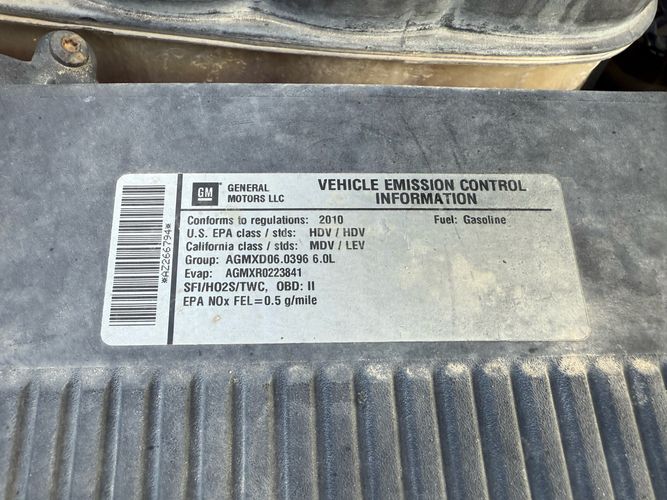 *AZ266794*
GM
GENERAL
MOTORS LLC
VEHICLE EMISSION CONTROL
INFORMATION
Conforms to regulations: 2010 Fuel: Gasoline
U.S. EPA class / stds: HDV / HDV
California class / stds: MDV / LEV
Group: AGMXD06.0396 6.0L
Evap: AGMXR0223841
SFI/HO2S/TWC, OBD: II
EPA NOx FEL=0.5 g/mile